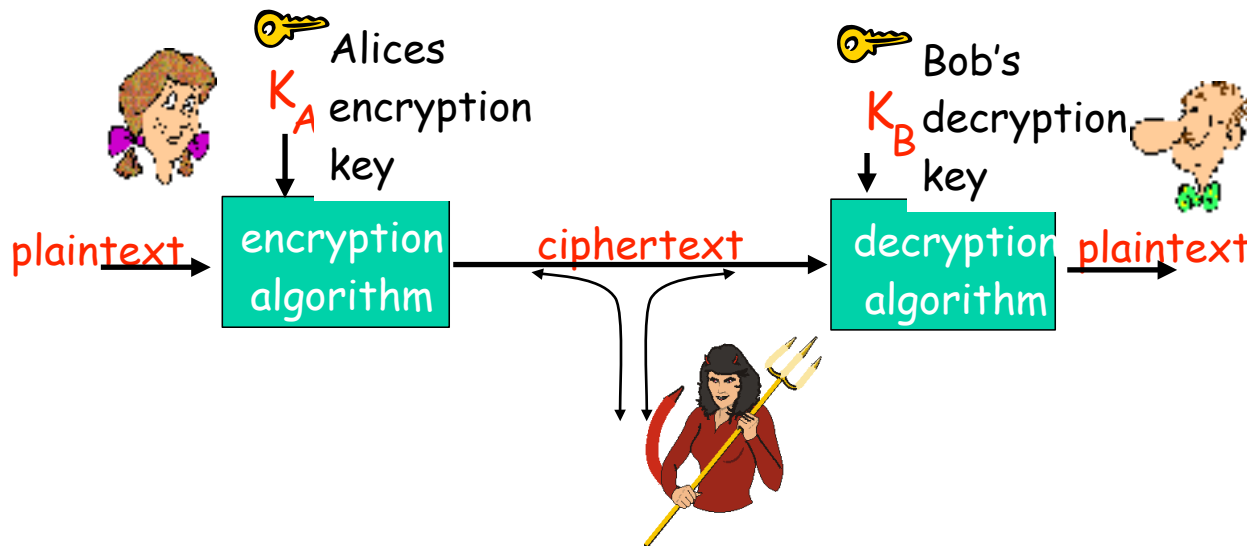 Alices
encryption
key
K_A
Bob's
decryption
key
K_B
plaintext
encryption
algorithm
ciphertext
decryption
algorithm
plaintext